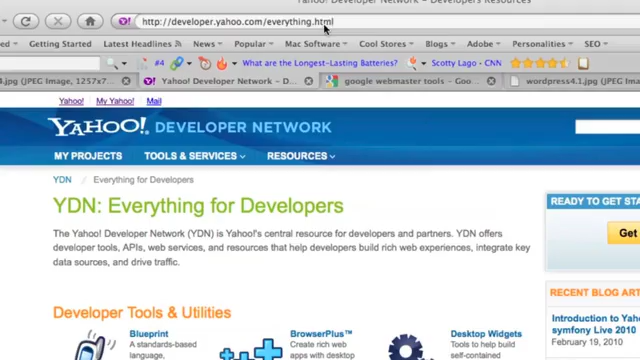 Yahoo! Developer Network – Developers Resources
http://developer.yahoo.com/everything.html
Getting Started Latest Headlines News Popular Mac Software Cool Stores Blogs Adobe Personalities SEO
#4 What are the Longest-Lasting Batteries? Scotty Lago – CNN
4.jpg (JPEG Image, 1257x7... Yahoo! Developer Network – D... google webmaster tools – Goo... wordpress4.1.jpg (JPEG Imag
Yahoo! My Yahoo! Mail
YAHOO! DEVELOPER NETWORK
MY PROJECTS TOOLS & SERVICES RESOURCES
YDN / Everything for Developers
YDN: Everything for Developers
The Yahoo! Developer Network (YDN) is Yahoo!'s central resource for developers and partners. YDN offers
developer tools, APIs, web services, and resources that help developers build rich web experiences, integrate key
data sources, and drive traffic.
READY TO GET STA
Get
RECENT BLOG ART
Introduction to Yaho
symfony Live 2010
February 19, 2010
Developer Tools & Utilities
Blueprint
A standards-based
language,
BrowserPlus™
Create rich web
apps with desktop
Desktop Widgets
Tools to help build
self-contained